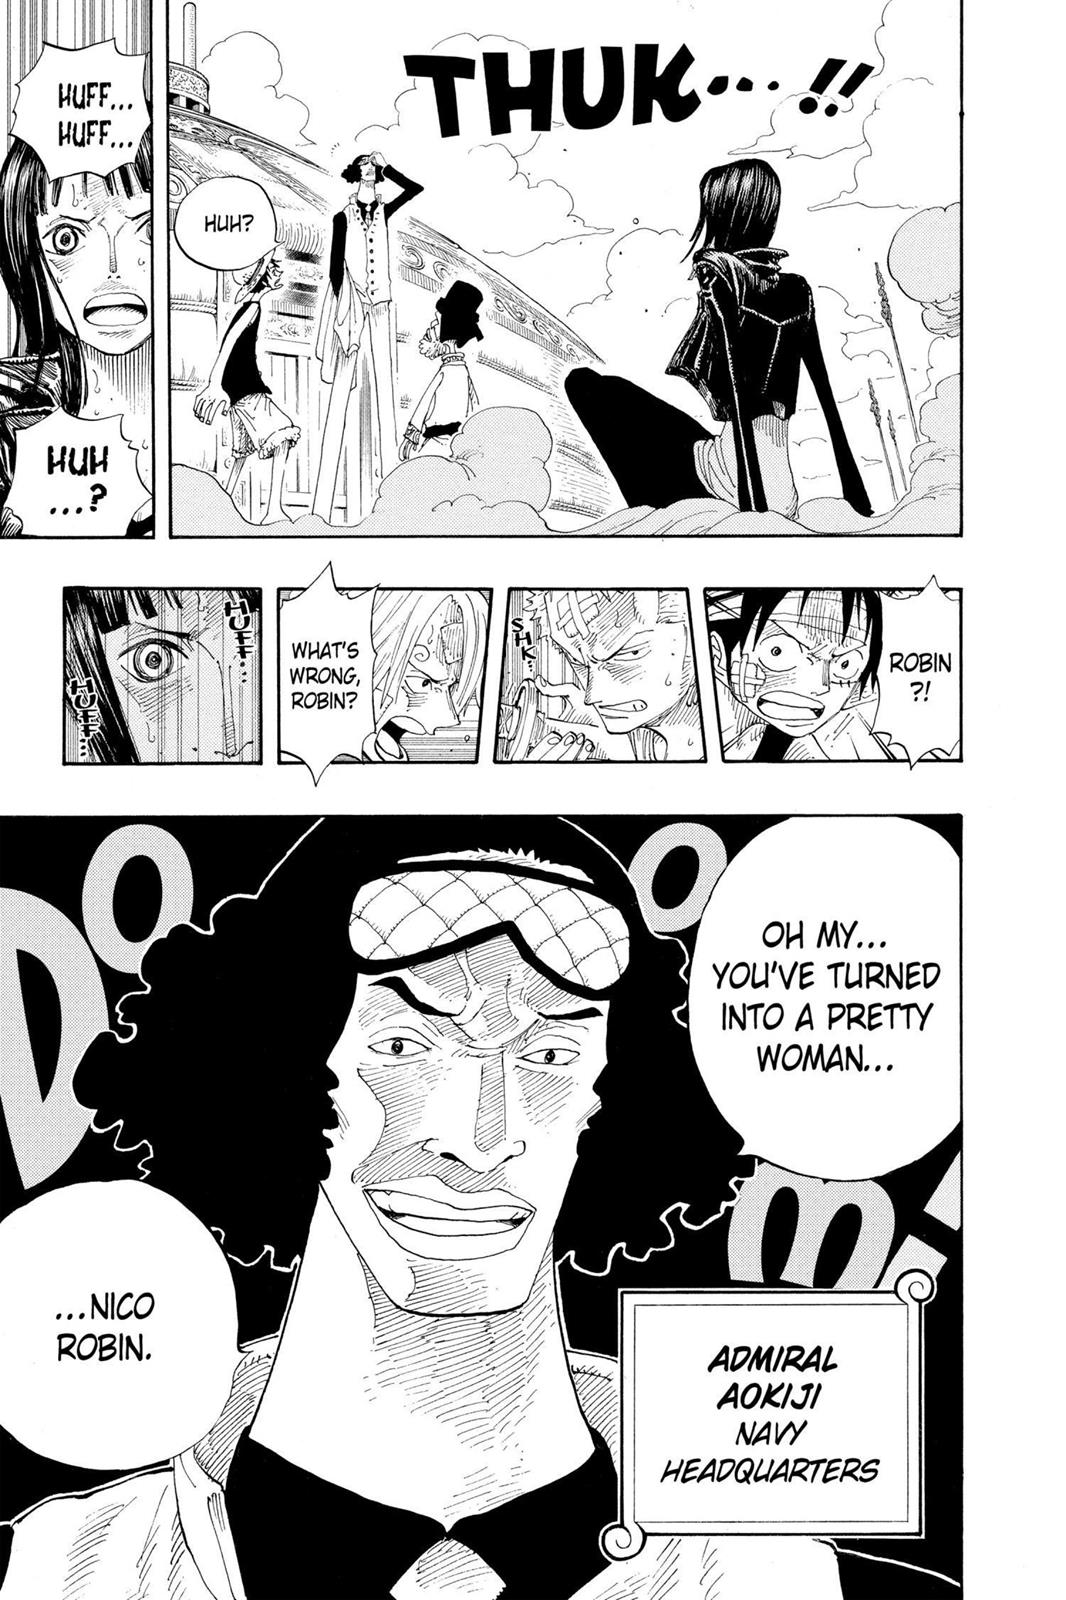 THUK...!!
HUH?
HUFF...
HUFF...
HUH
...?
ROBIN
?!
SHK...
WHAT'S
WRONG,
ROBIN?
HUFF...
HUFF...
DOOM!
OH MY...
YOU'VE TURNED
INTO A PRETTY
WOMAN...
...NICO
ROBIN.
ADMIRAL
AOKIJI
NAVY
HEADQUARTERS